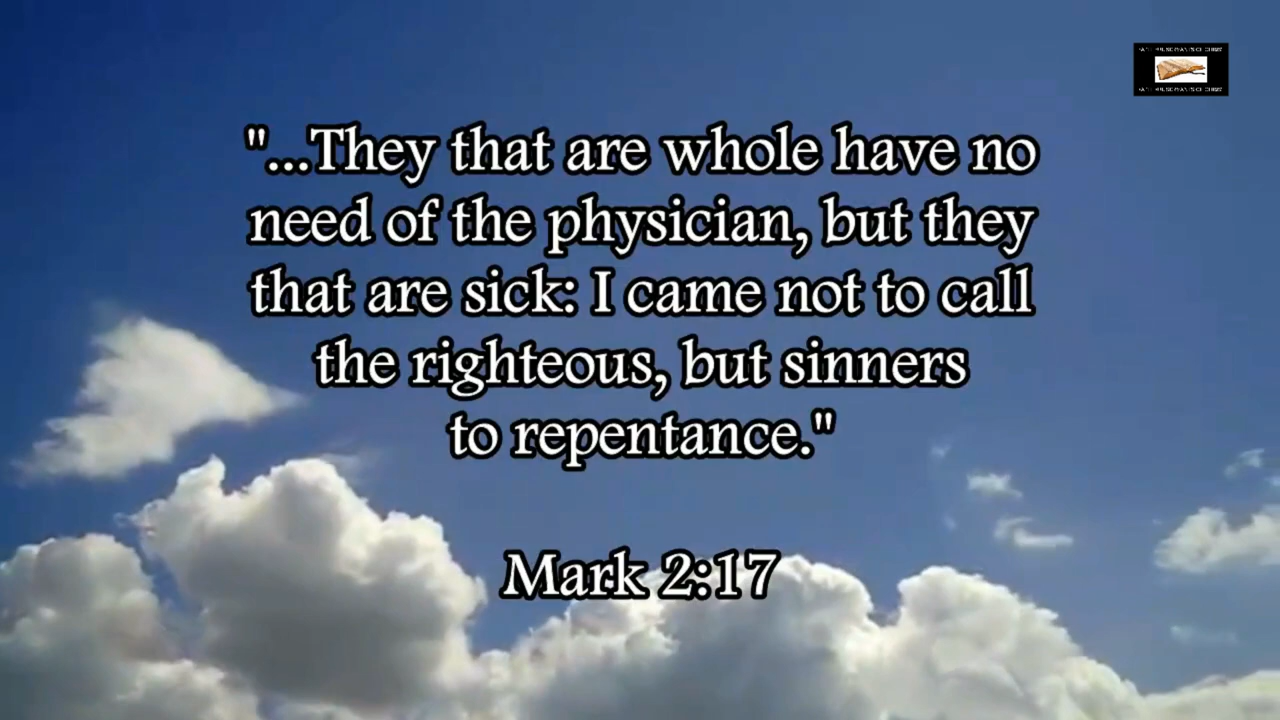 "...They that are whole have no
need of the physician, but they
that are sick: I came not to call
the righteous, but sinners
to repentance."
Mark 2:17